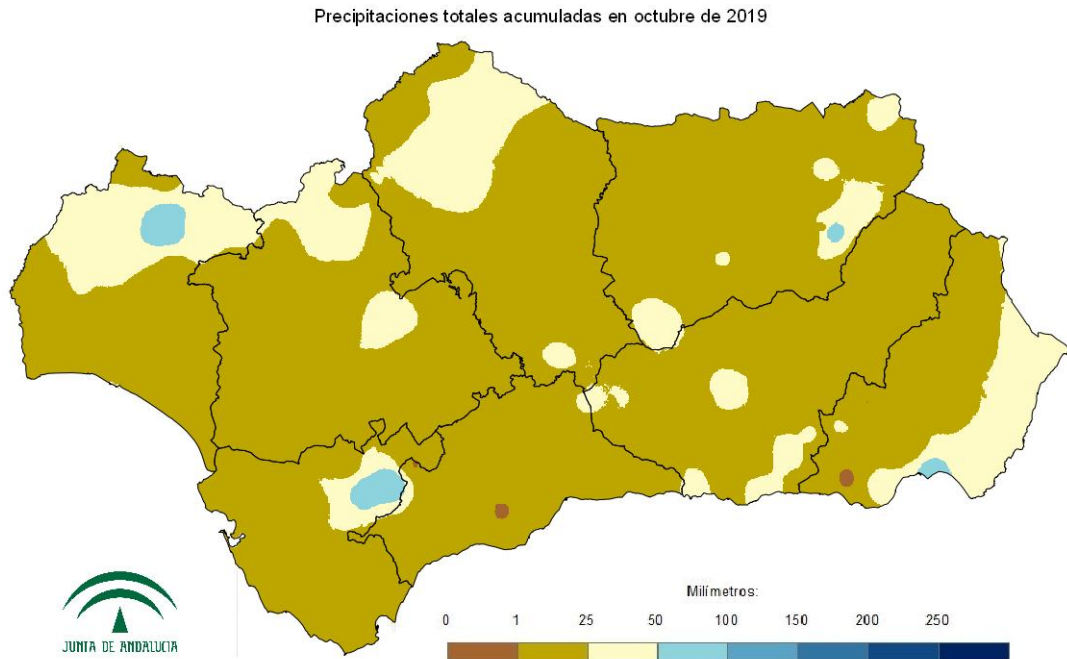 Precipitaciones totales acumuladas en octubre de 2019
Milímetros:
0 1 25 50 100 150 200 250
JUNTA DE ANDALUCIA